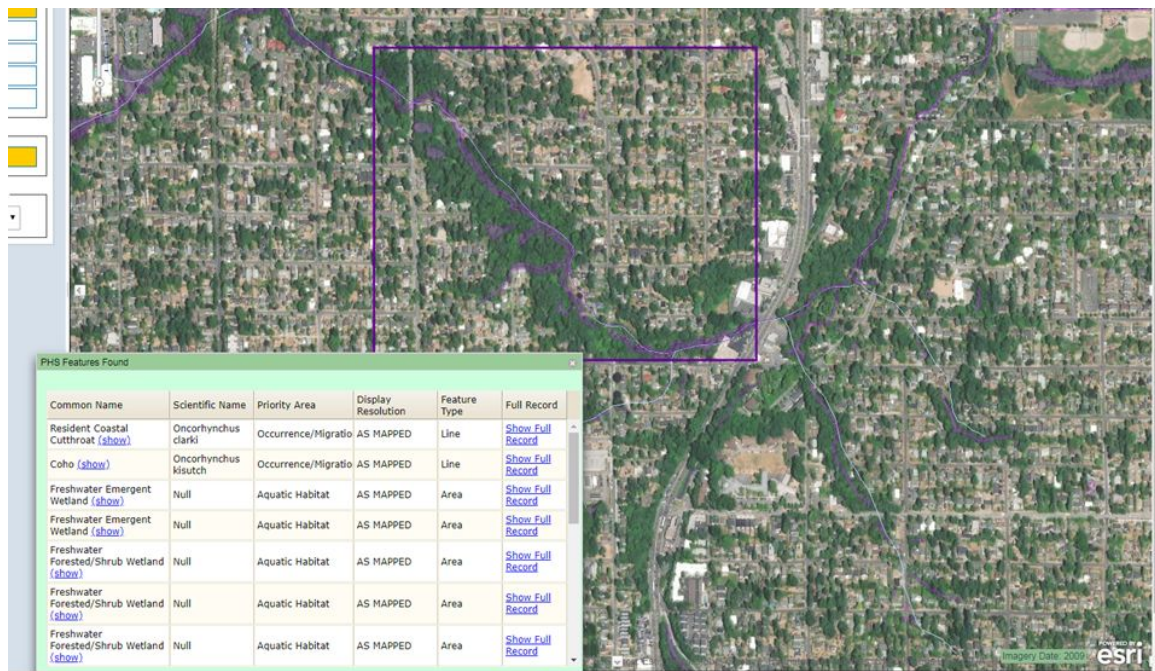 PHS Features Found
Common Name Scientific Name Priority Area Display Resolution Feature Type Full Record
Resident Coastal Cutthroat (show) Oncorhynchus clarki Occurrence/Migratio AS MAPPED Line Show Full Record
Coho (show) Oncorhynchus kisutch Occurrence/Migratio AS MAPPED Line Show Full Record
Freshwater Emergent Wetland (show) Null Aquatic Habitat AS MAPPED Area Show Full Record
Freshwater Emergent Wetland (show) Null Aquatic Habitat AS MAPPED Area Show Full Record
Freshwater Forested/Shrub Wetland (show) Null Aquatic Habitat AS MAPPED Area Show Full Record
Freshwater Forested/Shrub Wetland (show) Null Aquatic Habitat AS MAPPED Area Show Full Record
Freshwater Forested/Shrub Wetland (show) Null Aquatic Habitat AS MAPPED Area Show Full Record
POWERED BY
Imagery Date: 2009 esri